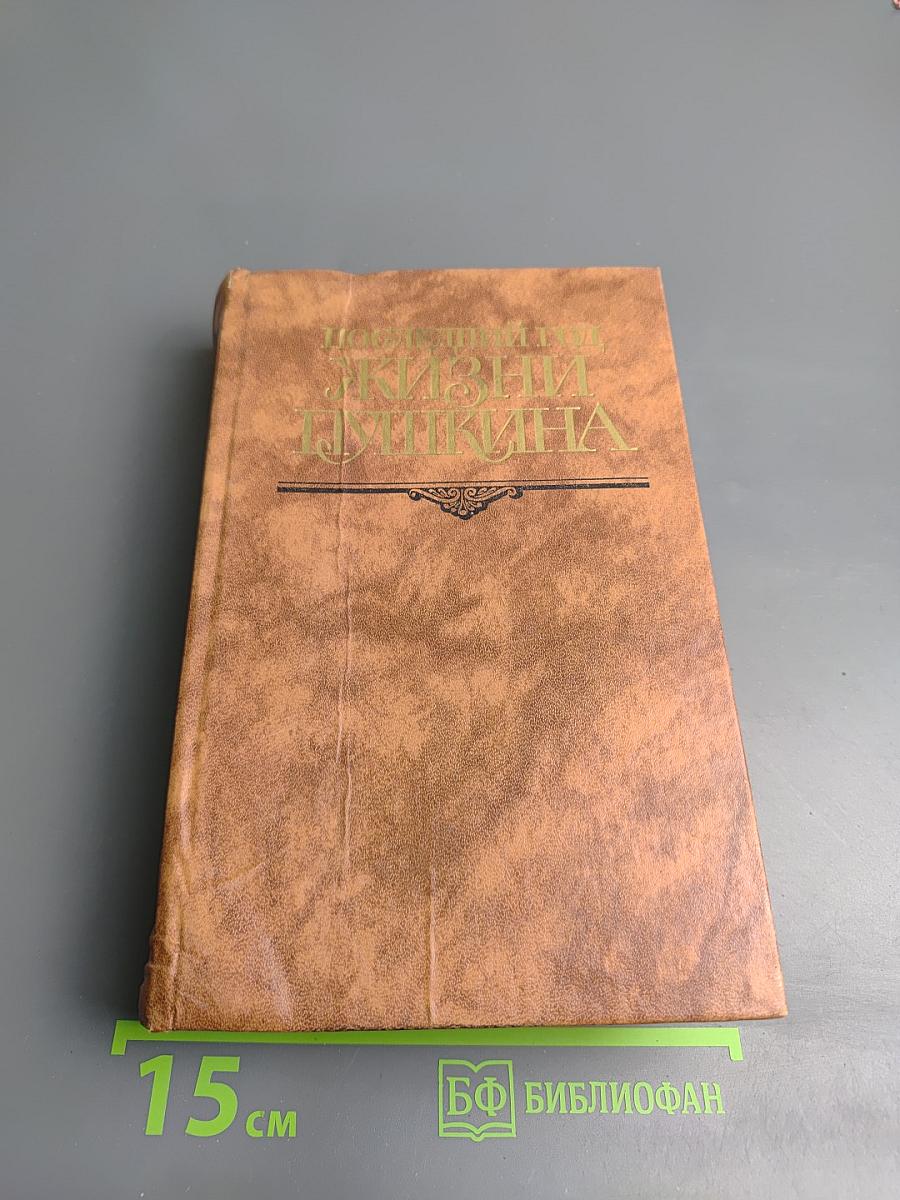 ПОСЛЕДНИЙ ГОД
ЖИЗНИ
ПУШКИНА
15 см
БФ БИБЛИОФАН